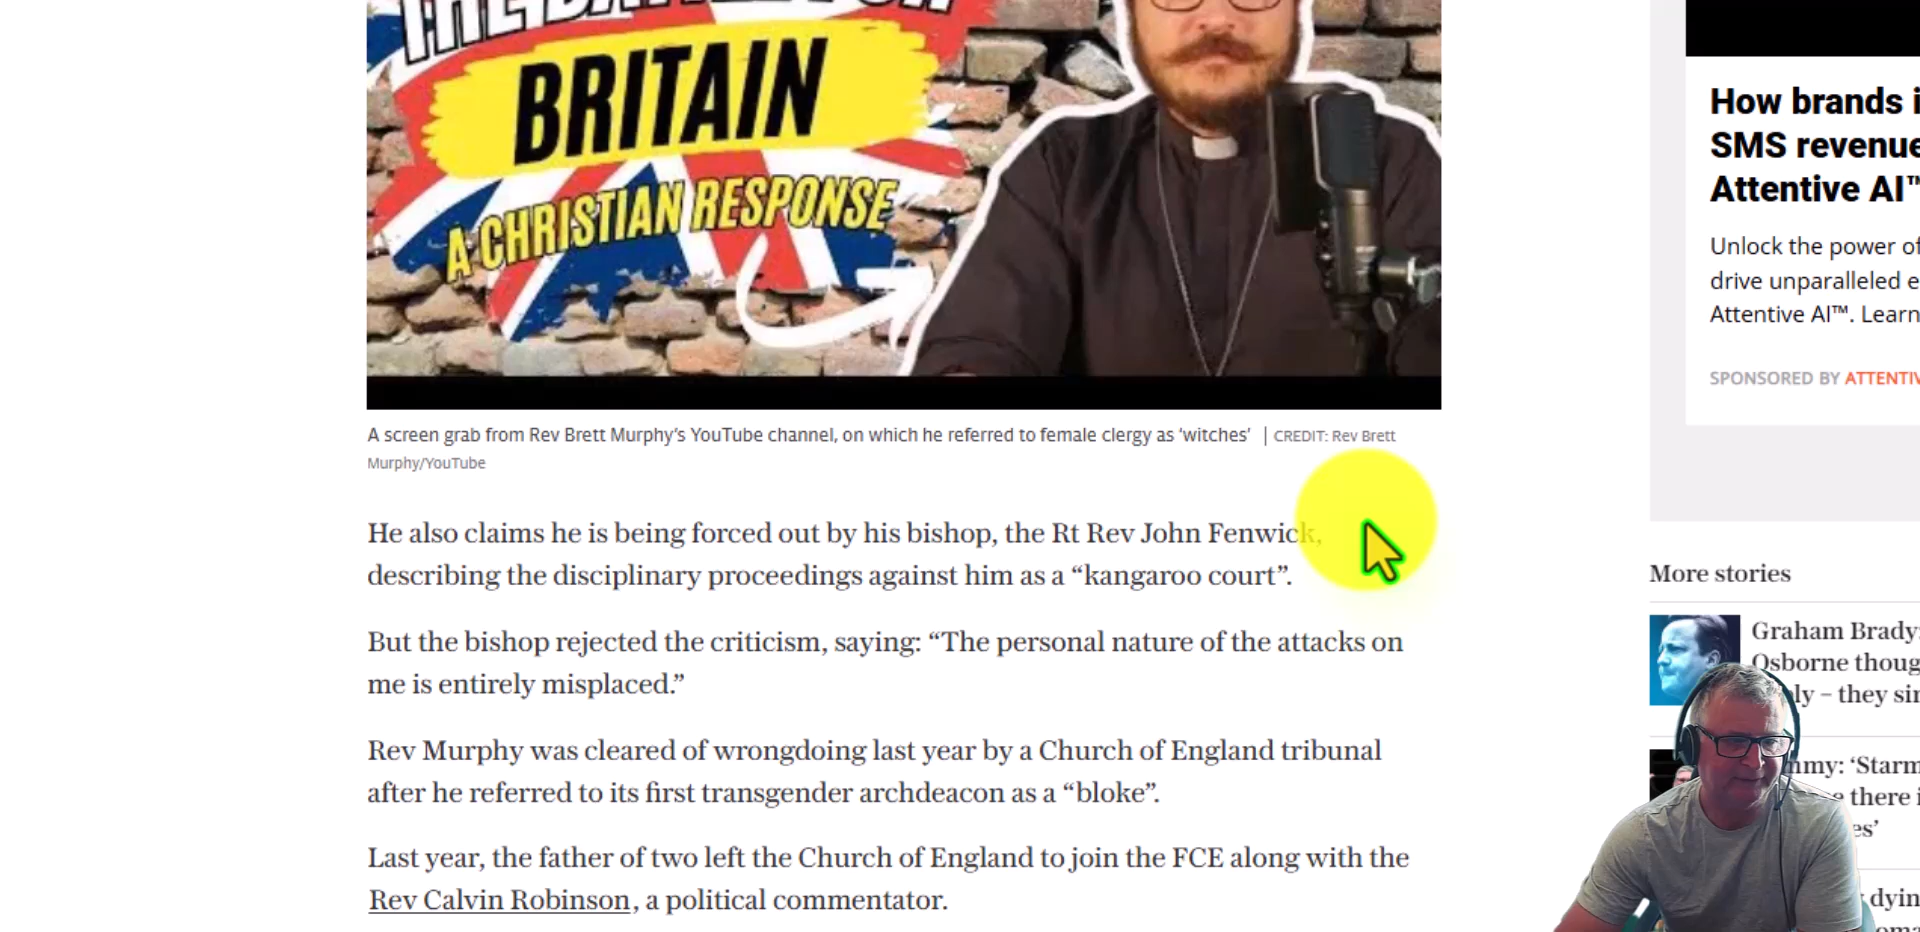 BRITAIN
A CHRISTIAN RESPONSE
How brands i
SMS revenue
Attentive AI™
Unlock the power of
drive unparalleled e
Attentive AI™. Learn
SPONSORED BY ATTENTIV
A screen grab from Rev Brett Murphy's YouTube channel, on which he referred to female clergy as ‘witches’ | CREDIT: Rev Brett
Murphy/YouTube
He also claims he is being forced out by his bishop, the Rt Rev John Fenwick,
describing the disciplinary proceedings against him as a “kangaroo court”.
But the bishop rejected the criticism, saying: “The personal nature of the attacks on
me is entirely misplaced.”
Rev Murphy was cleared of wrongdoing last year by a Church of England tribunal
after he referred to its first transgender archdeacon as a “bloke”.
Last year, the father of two left the Church of England to join the FCE along with the
Rev Calvin Robinson, a political commentator.
More stories
Graham Brady:
Osborne thoug
ly – they sin
mmy: ‘Starm
e there i
es’
dyin